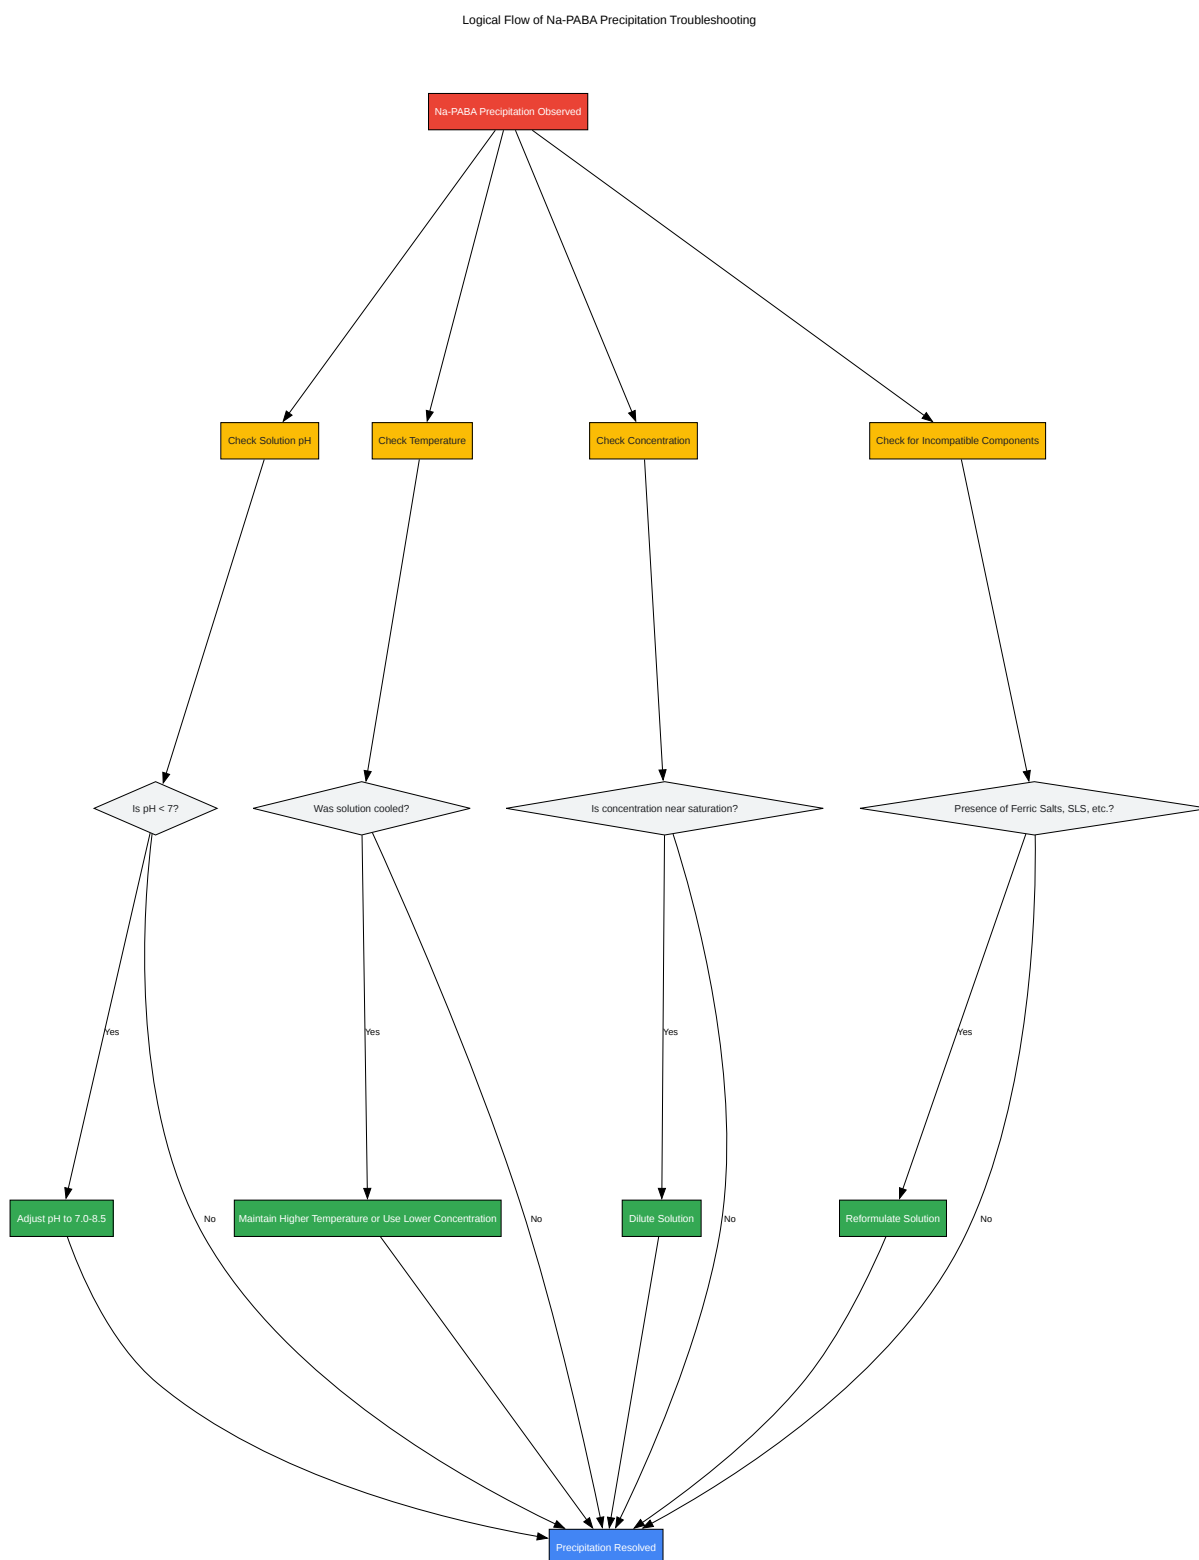 Logical Flow of Na-PABA Precipitation Troubleshooting
Na-PABA Precipitation Observed
Check Solution pH
Check Temperature
Check Concentration
Check for Incompatible Components
Is pH < 7?
Was solution cooled?
Is concentration near saturation?
Presence of Ferric Salts, SLS, etc.?
Yes
Yes
Yes
Yes
Adjust pH to 7.0-8.5
No
Maintain Higher Temperature or Use Lower Concentration
No
Dilute Solution
No
Reformulate Solution
No
Precipitation Resolved